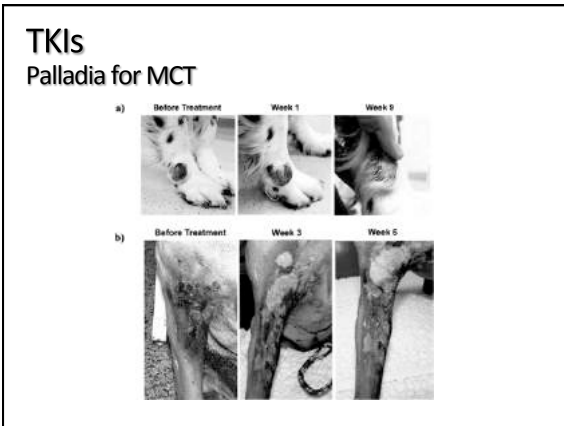 TKIs
Palladia for MCT
a)
Before Treatment Week 1 Week 9
b)
Before Treatment Week 3 Week 6